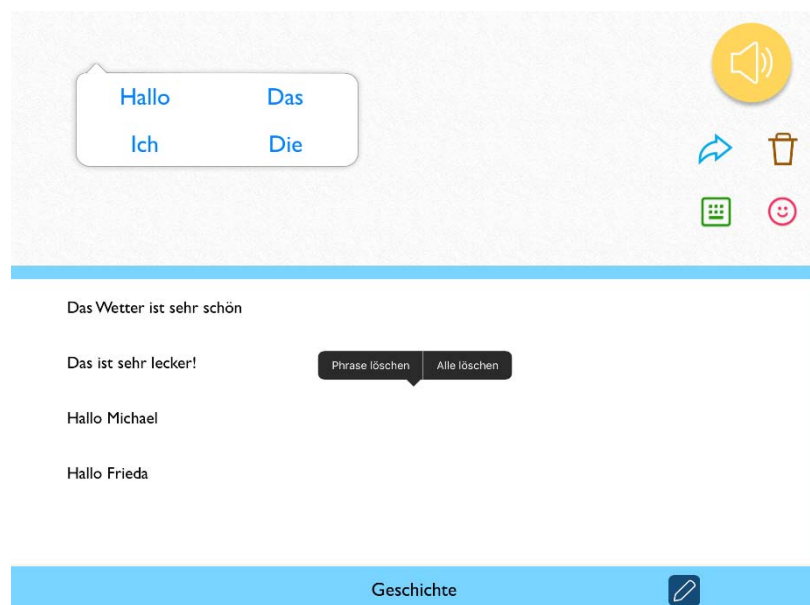 Hallo Das
Ich Die
Das Wetter ist sehr schön
Das ist sehr lecker!
Phrase löschen Alle löschen
Hallo Michael
Hallo Frieda
Geschichte